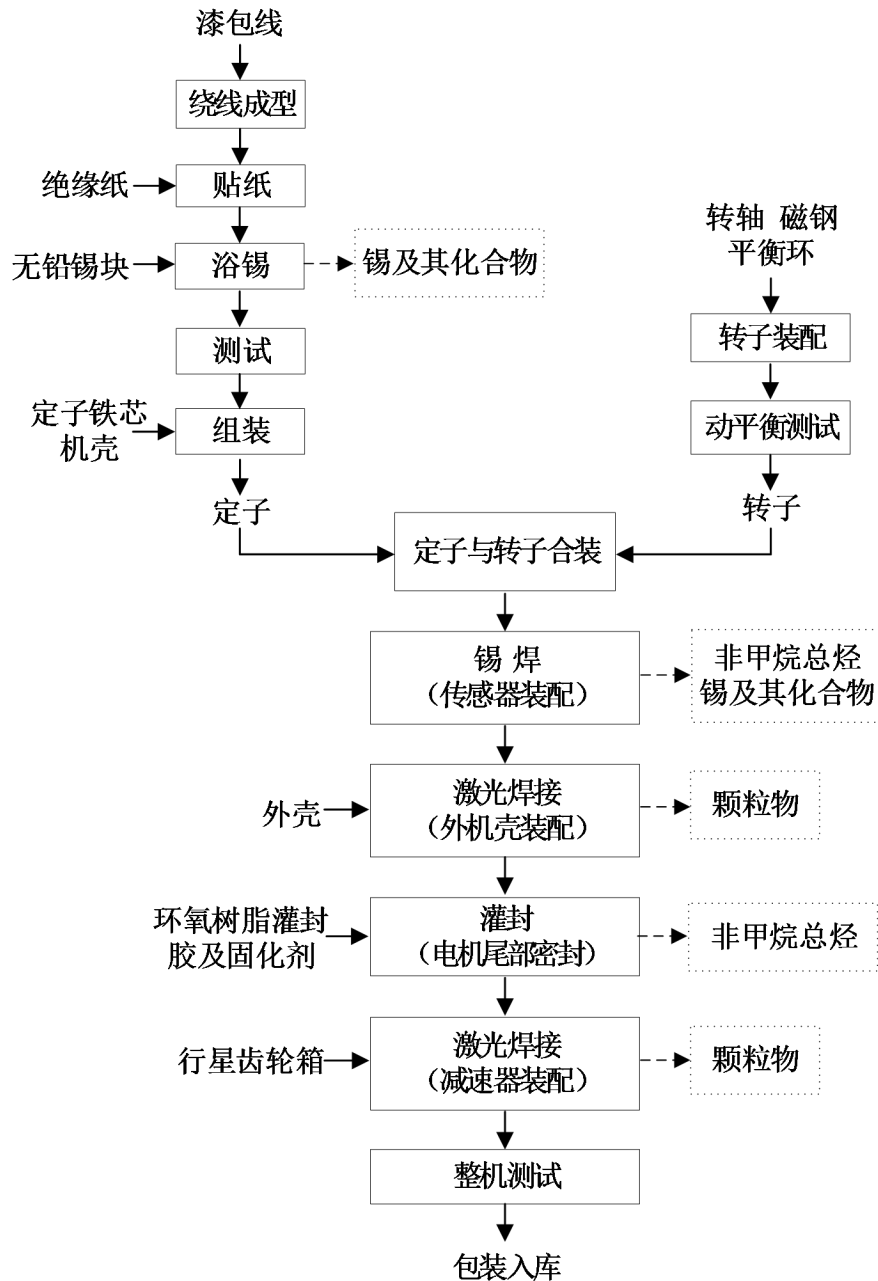 漆包线
绕线成型
绝缘纸
贴纸
无铅锡块
浴锡
锡及其化合物
测试
定子铁芯
机壳
组装
定子
转轴 磁钢
平衡环
转子装配
动平衡测试
转子
定子与转子合装
锡 焊
（传感器装配）
非甲烷总烃
锡及其化合物
外壳
激光焊接
（外机壳装配）
颗粒物
环氧树脂灌封
胶及固化剂
灌封
（电机尾部密封）
非甲烷总烃
行星齿轮箱
激光焊接
（减速器装配）
颗粒物
整机测试
包装入库